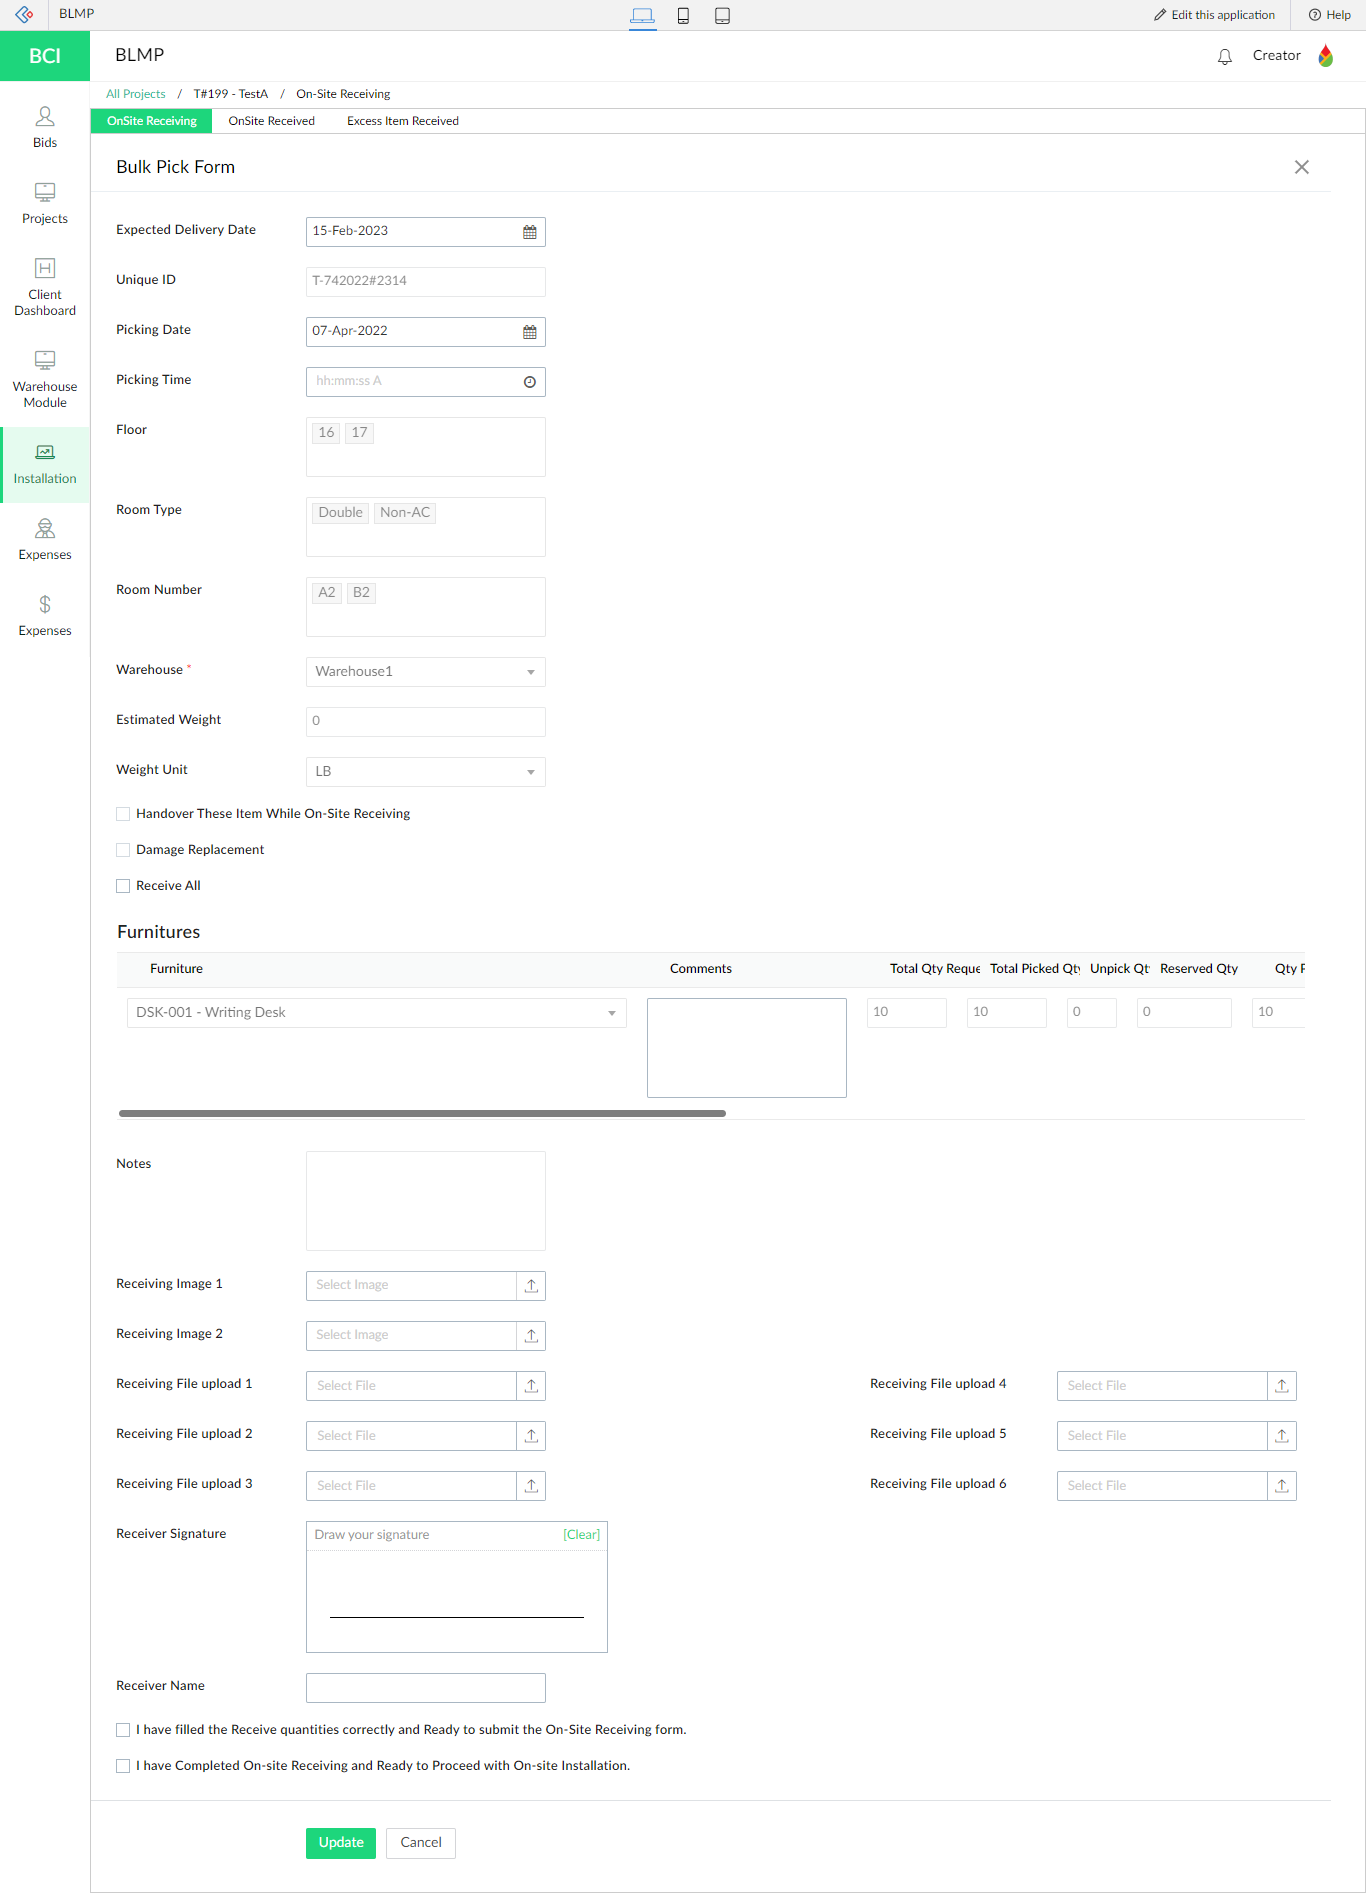 BLMP
Edit this application
Help
BCI
BLMP
Creator
All Projects / T#199 - TestA / On-Site Receiving
OnSite Receiving OnSite Received Excess Item Received
Bids
Projects
Client
Dashboard
Warehouse
Module
Installation
Expenses
Expenses
Bulk Pick Form
Expected Delivery Date 15-Feb-2023
Unique ID T-742022#2314
Picking Date 07-Apr-2022
Picking Time hh:mm:ss A
Floor 16 17
Room Type Double Non-AC
Room Number A2 B2
Warehouse * Warehouse1
Estimated Weight 0
Weight Unit LB
Handover These Item While On-Site Receiving
Damage Replacement
Receive All
Furnitures
Furniture Comments Total Qty Reque Total Picked Qty Unpick Qt Reserved Qty Qty
DSK-001 - Writing Desk 10 10 0 0 10
Notes
Receiving Image 1 Select Image
Receiving Image 2 Select Image
Receiving File upload 1 Select File Receiving File upload 4 Select File
Receiving File upload 2 Select File Receiving File upload 5 Select File
Receiving File upload 3 Select File Receiving File upload 6 Select File
Receiver Signature Draw your signature [Clear]
Receiver Name
I have filled the Receive quantities correctly and Ready to submit the On-Site Receiving form.
I have Completed On-site Receiving and Ready to Proceed with On-site Installation.
Update Cancel